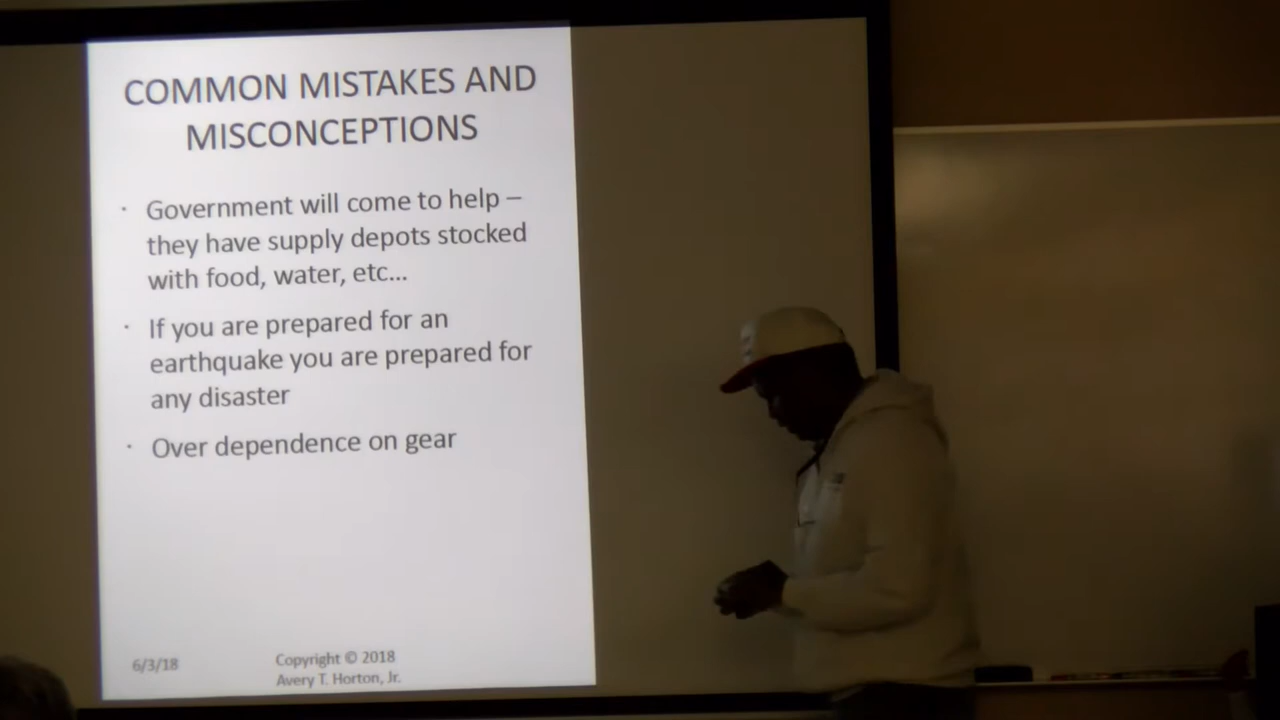 COMMON MISTAKES AND
MISCONCEPTIONS
· Government will come to help –
they have supply depots stocked
with food, water, etc...
· If you are prepared for an
earthquake you are prepared for
any disaster
· Over dependence on gear
6/3/18
Copyright © 2018
Avery T. Horton, Jr.